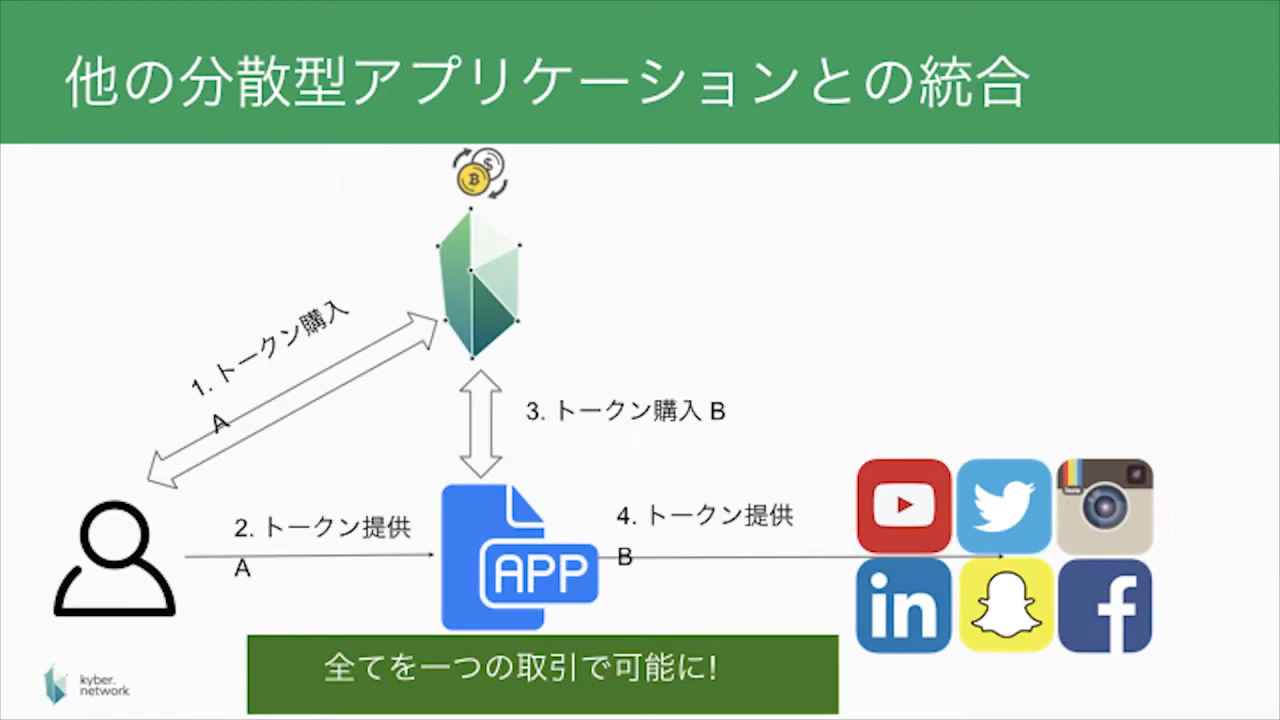 他の分散型アプリケーションとの統合
1. トークン購入
A
3. トークン購入 B
2. トークン提供
A
APP
4. トークン提供
B
in
全てを一つの取引で可能に!
kyber.
network